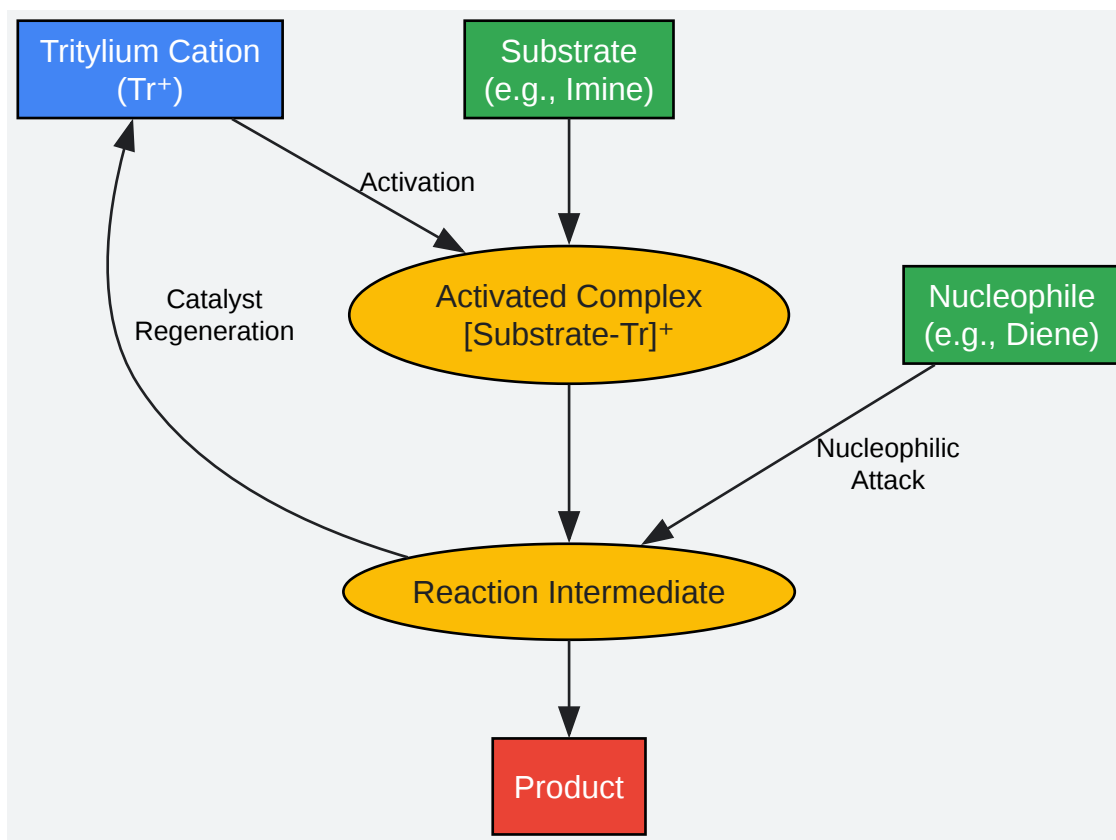 Tritylium Cation
(Tr⁺)
Substrate
(e.g., Imine)
Activation
Activated Complex
[Substrate-Tr]⁺
Catalyst
Regeneration
Nucleophile
(e.g., Diene)
Nucleophilic
Attack
Reaction Intermediate
Product